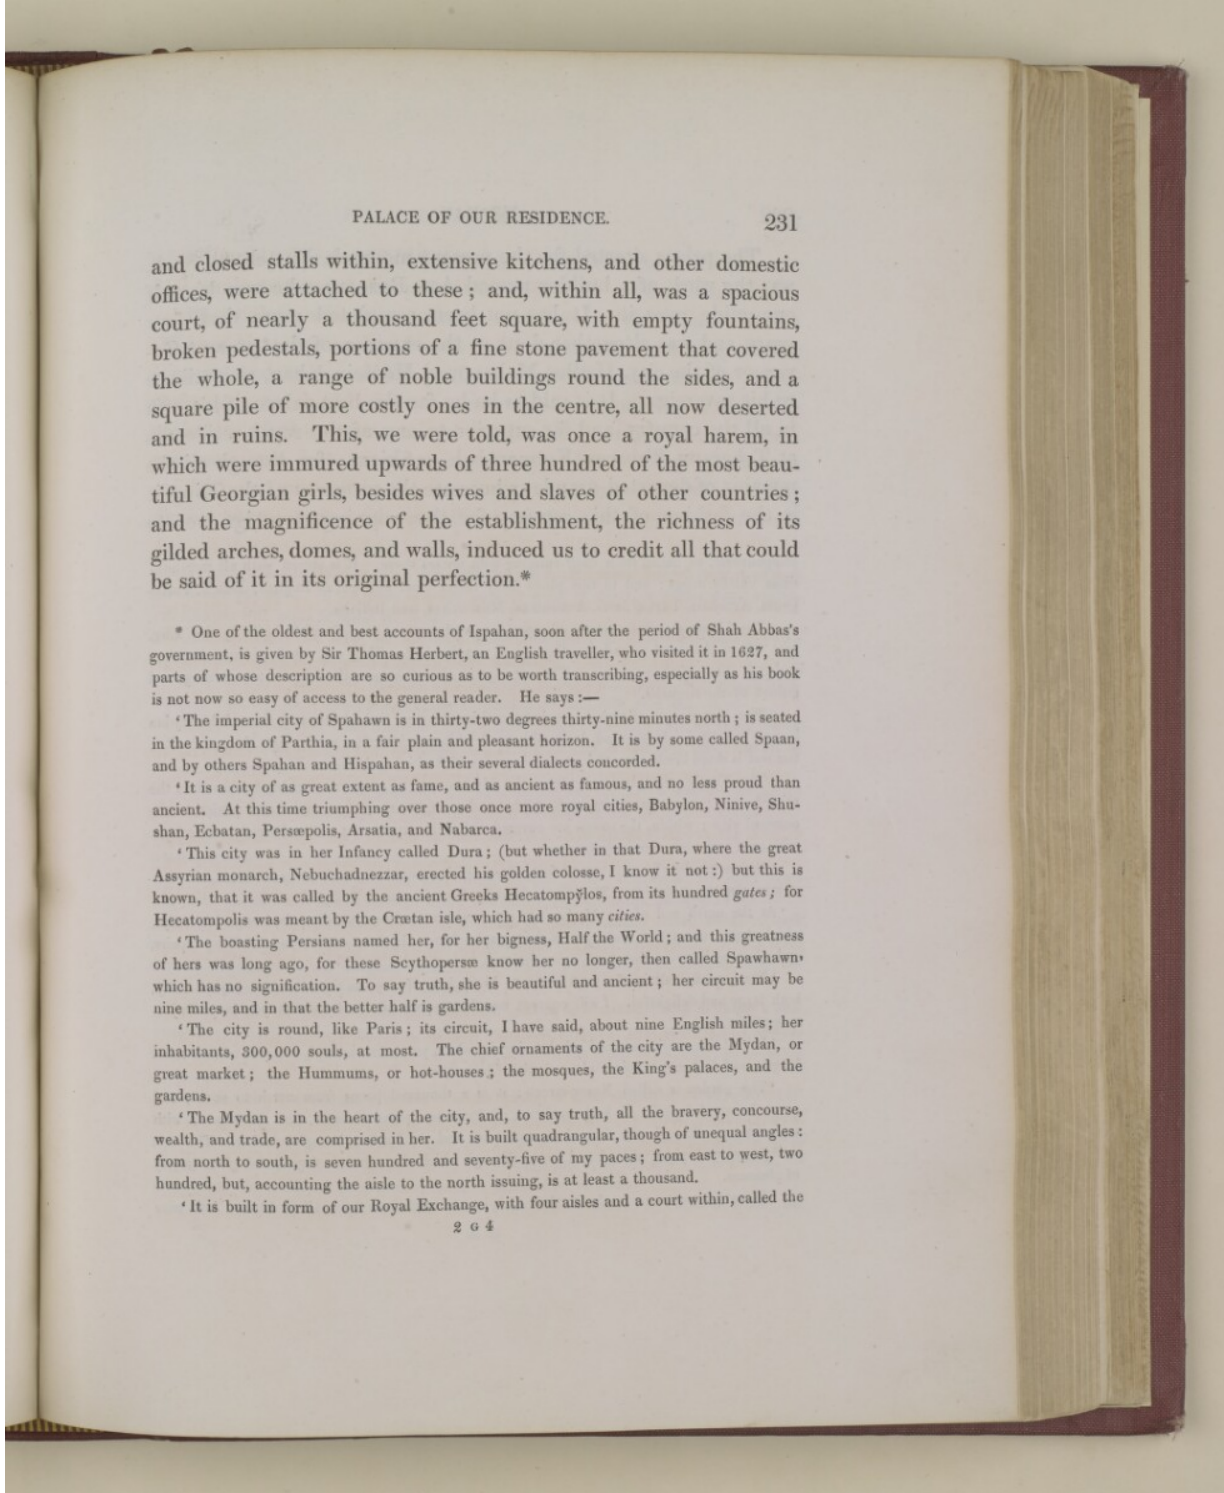 PALACE OF OUR RESIDENCE. 231
and closed stalls within, extensive kitchens, and other domestic
offices, were attached to these ; and, within all, was a spacious
court, of nearly a thousand feet square, with empty fountains,
broken pedestals, portions of a fine stone pavement that covered
the whole, a range of noble buildings round the sides, and a
square pile of more costly ones in the centre, all now deserted
and in ruins. This, we were told, was once a royal harem, in
which were immured upwards of three hundred of the most beau-
tiful Georgian girls, besides wives and slaves of other countries ;
and the magnificence of the establishment, the richness of its
gilded arches, domes, and walls, induced us to credit all that could
be said of it in its original perfection.*
* One of the oldest and best accounts of Ispahan, soon after the period of Shah Abbas's
government, is given by Sir Thomas Herbert, an English traveller, who visited it in 1627, and
parts of whose description are so curious as to be worth transcribing, especially as his book
is not now so easy of access to the general reader. He says :—
‘ The imperial city of Spahawn is in thirty-two degrees thirty-nine minutes north ; is seated
in the kingdom of Parthia, in a fair plain and pleasant horizon. It is by some called Spaan,
and by others Spahan and Hispahan, as their several dialects concorded.
‘ It is a city of as great extent as fame, and as ancient as famous, and no less proud than
ancient. At this time triumphing over those once more royal cities, Babylon, Ninive, Shu-
shan, Ecbatan, Persæpolis, Arsatia, and Nabarca.
‘ This city was in her Infancy called Dura ; (but whether in that Dura, where the great
Assyrian monarch, Nebuchadnezzar, erected his golden colosse, I know it not :) but this is
known, that it was called by the ancient Greeks Hecatompy̆los, from its hundred gates ; for
Hecatompolis was meant by the Crætan isle, which had so many cities.
‘ The boasting Persians named her, for her bigness, Half the World ; and this greatness
of hers was long ago, for these Scythopersæ know her no longer, then called Spawhawn,
which has no signification. To say truth, she is beautiful and ancient ; her circuit may be
nine miles, and in that the better half is gardens.
‘ The city is round, like Paris ; its circuit, I have said, about nine English miles ; her
inhabitants, 300,000 souls, at most. The chief ornaments of the city are the Mydan, or
great market ; the Hummums, or hot-houses ; the mosques, the King's palaces, and the
gardens.
‘ The Mydan is in the heart of the city, and, to say truth, all the bravery, concourse,
wealth, and trade, are comprised in her. It is built quadrangular, though of unequal angles :
from north to south, is seven hundred and seventy-five of my paces ; from east to west, two
hundred, but, accounting the aisle to the north issuing, is at least a thousand.
‘ It is built in form of our Royal Exchange, with four aisles and a court within, called the
2 G 4